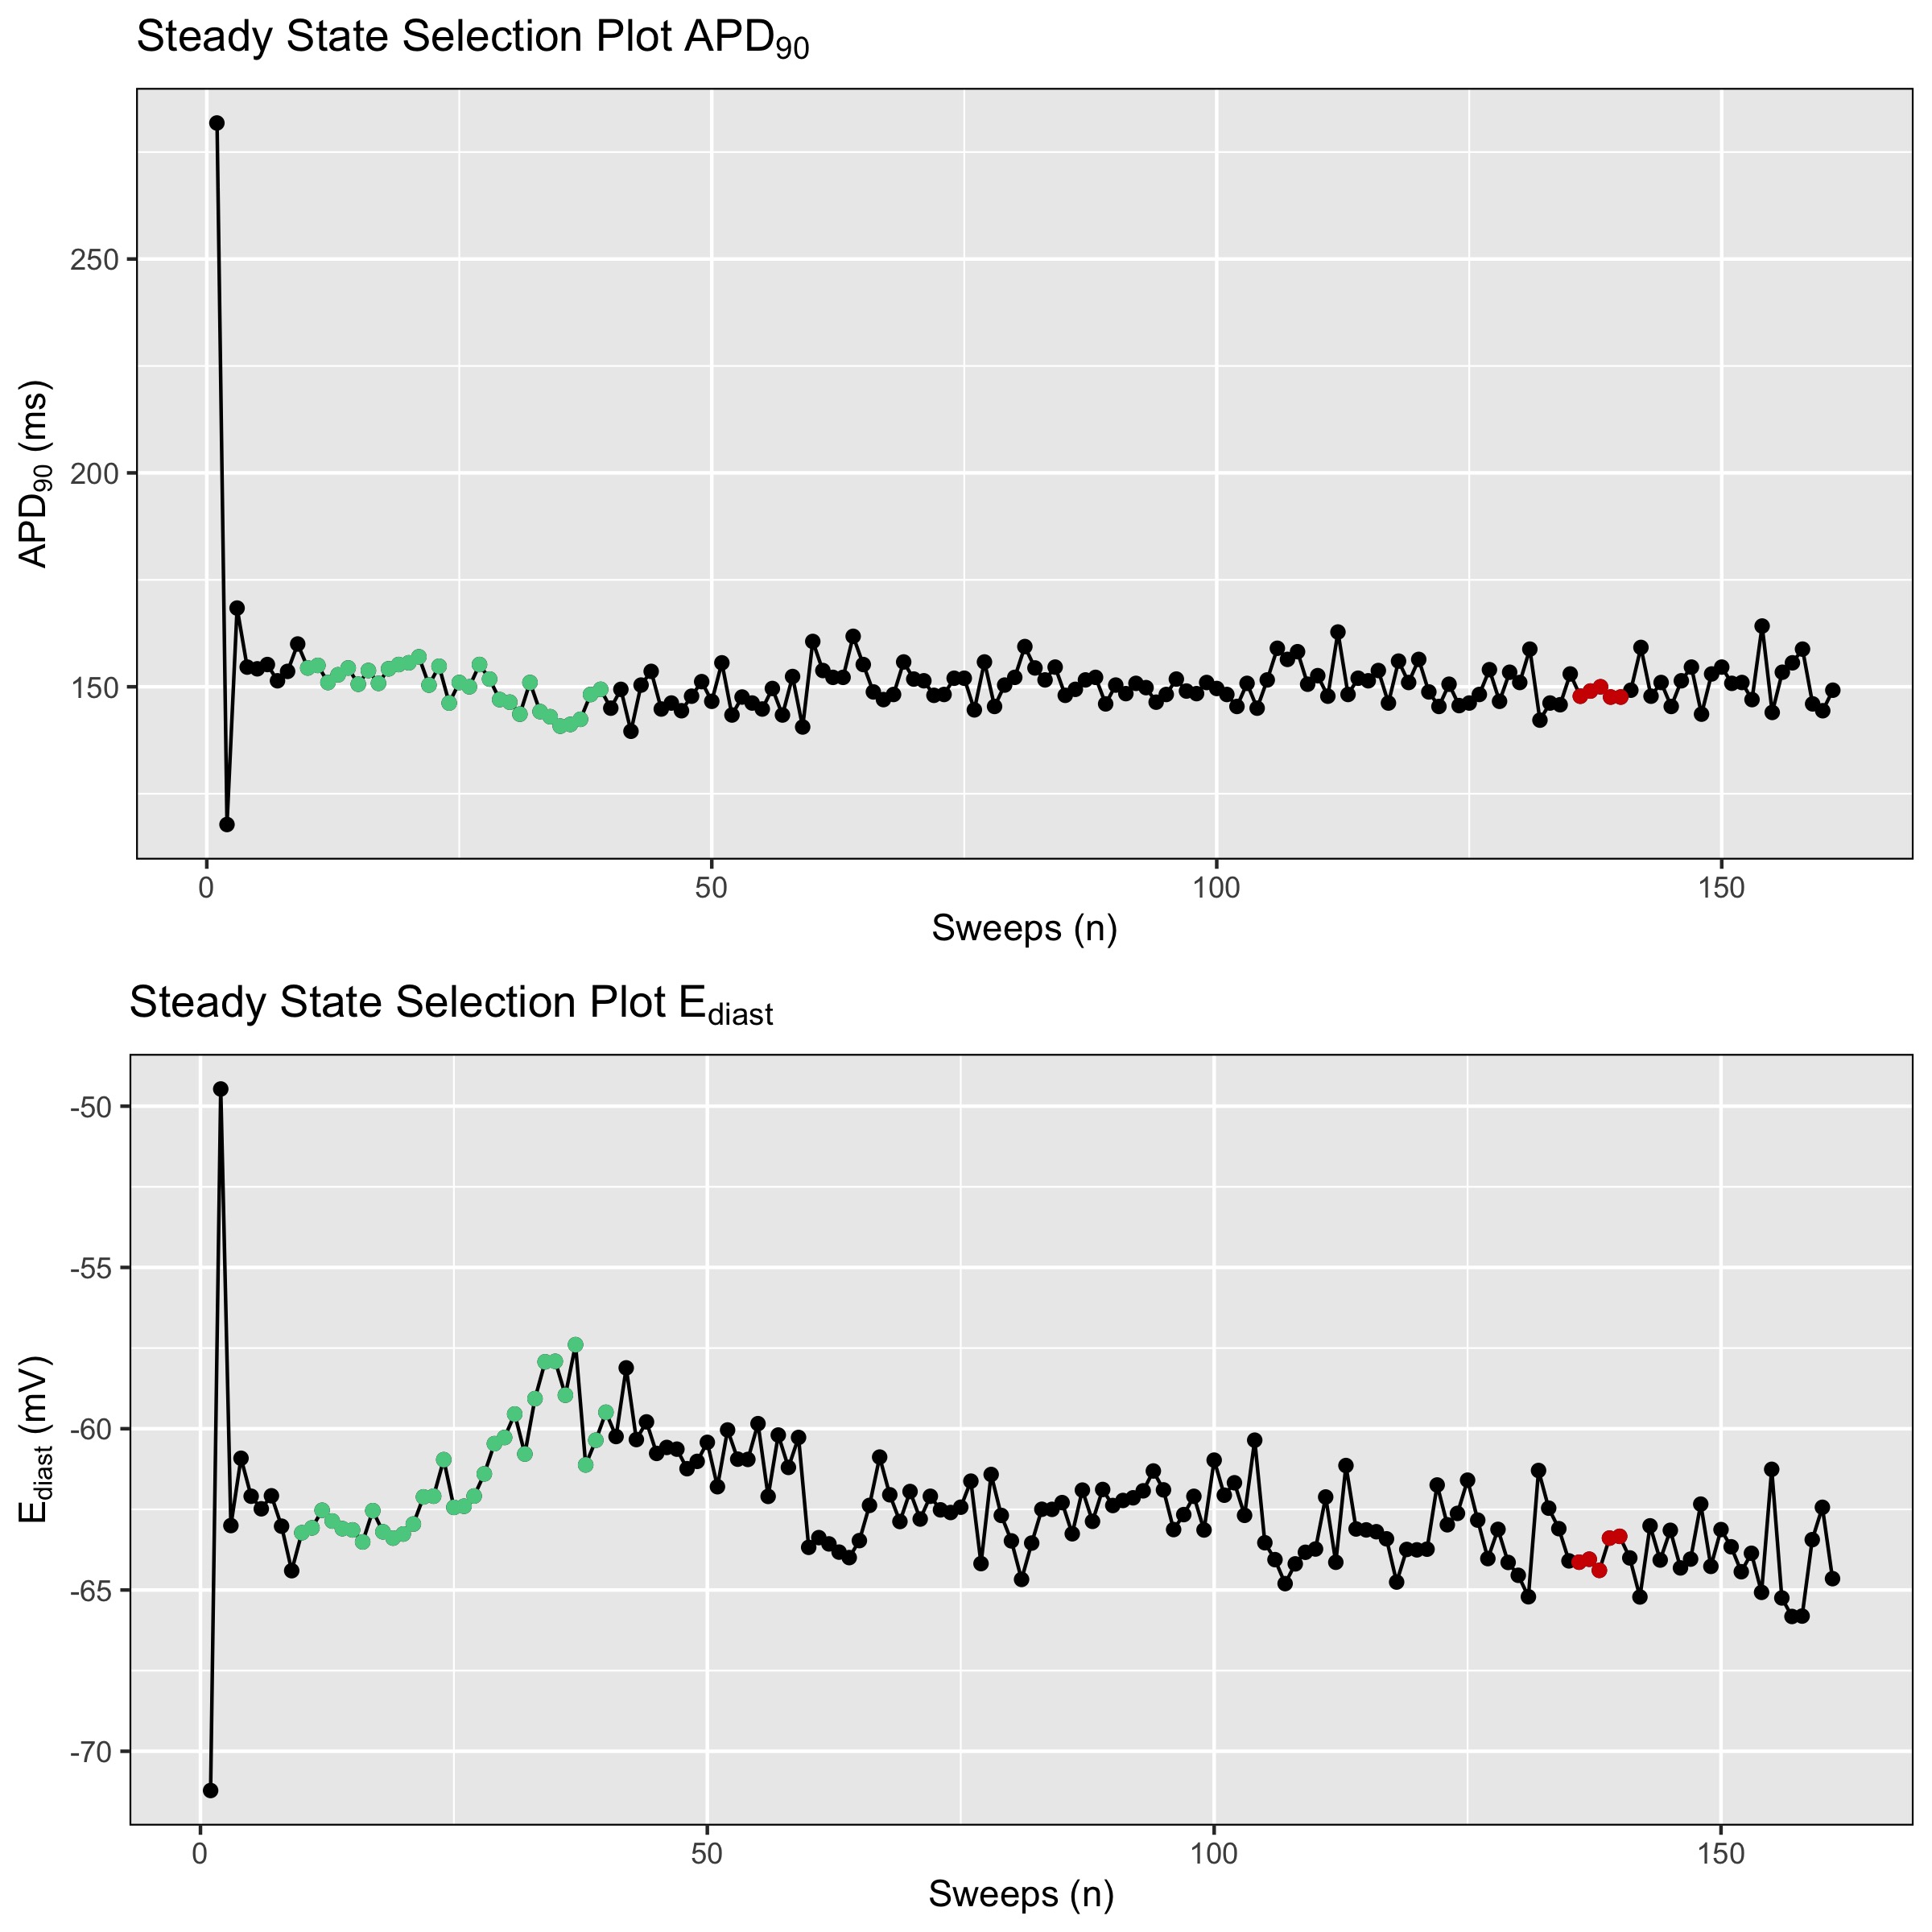 Steady State Selection Plot APD90
APD90 (ms)
250
200
150
0 50 100 150
Sweeps (n)
Steady State Selection Plot Ediast
Ediast (mV)
-50
-55
-60
-65
-70
0 50 100 150
Sweeps (n)